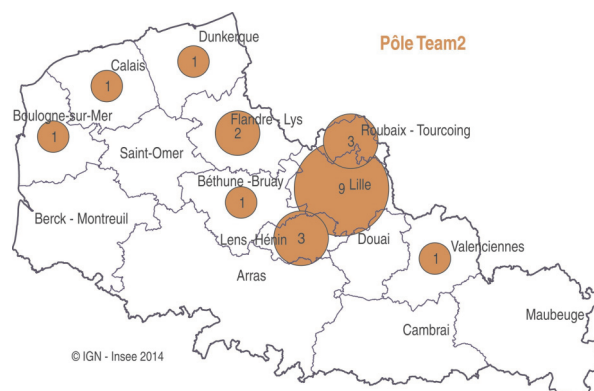 Dunkerque
Pôle Team2
1
Calais
1
Boulogne-sur-Mer
1
Flandre - Lys
2
Roubaix - Tourcoing
3
Saint-Omer
Béthune -Bruay
1
9 Lille
Berck - Montreuil
Lens -Hénin
3
Douai
Valenciennes
1
Arras
Maubeuge
Cambrai
© IGN - Insee 2014